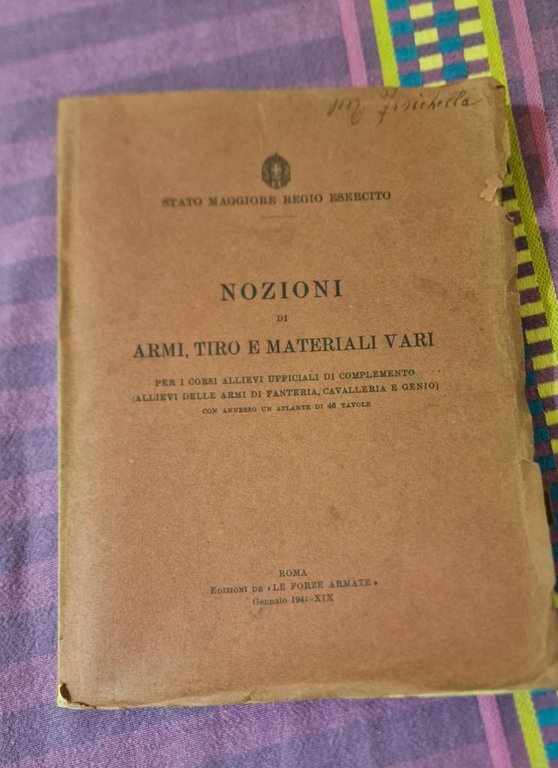 Fisichella
STATO MAGGIORE REGIO ESERCITO
NOZIONI
DI
ARMI, TIRO E MATERIALI VARI
PER I CORSI ALLIEVI UFFICIALI DI COMPLEMENTO
(ALLIEVI DELLE ARMI DI FANTERIA, CAVALLERIA E GENIO)
CON ANNESSO UN ATLANTE DI 46 TAVOLE
ROMA
EDIZIONI DE «LE FORZE ARMATE»
Gennaio 1941-XIX